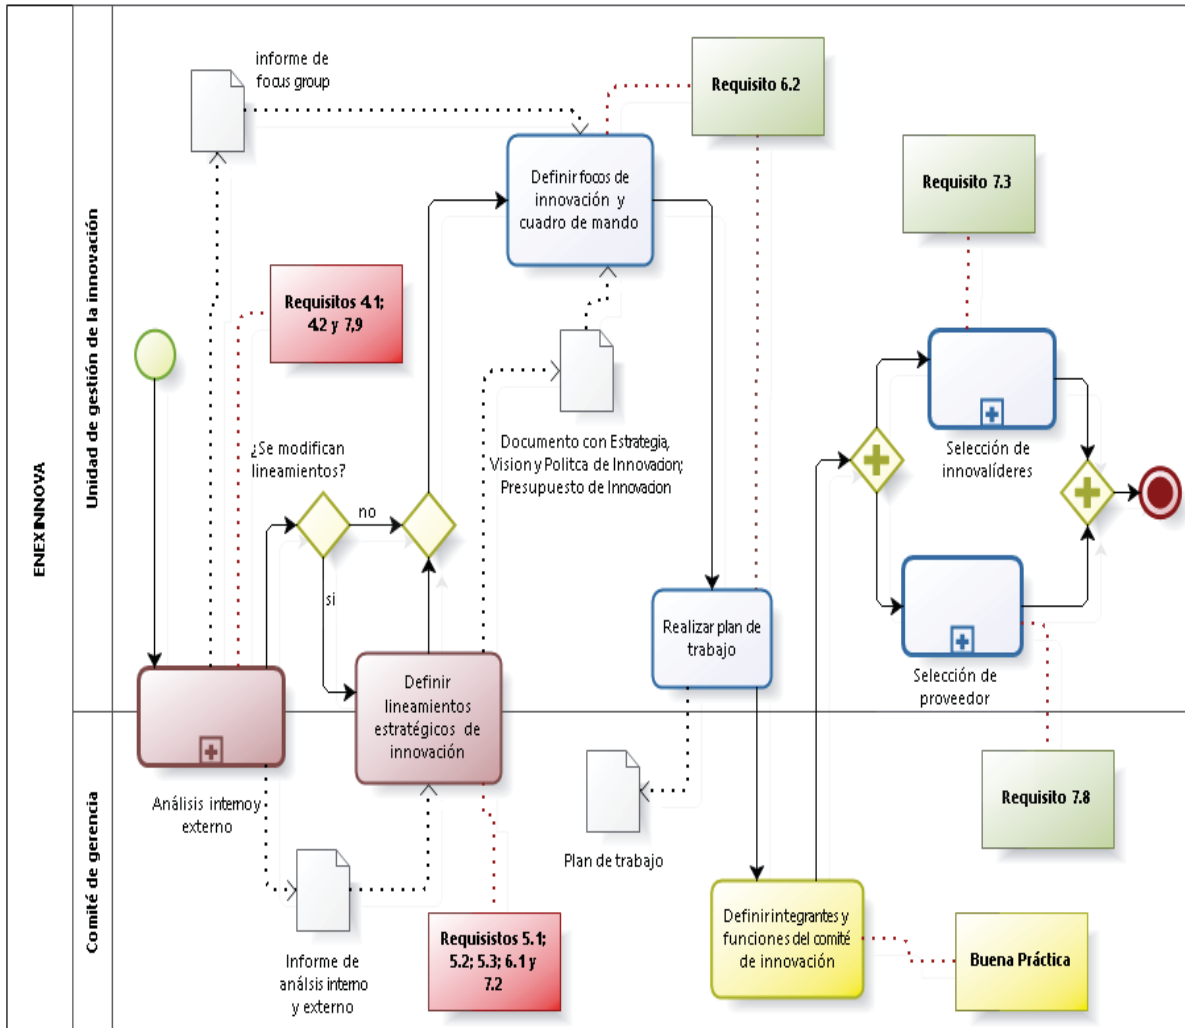 ENEXINNOVA
Unidad de gestión de la innovación
Comité de gerencia
informe de
focus group
Requisito 6.2
Definir focos de
innovación y
cuadro de mando
Requisito 7.3
Requisitos 4.1;
4.2 y 7,9
¿Se modifican
lineamientos?
no
si
Documento con Estrategia,
Vision y Politca de Innovacion;
Presupuesto de Innovacion
Selección de
innovalíderes
Realizar plan de
trabajo
Selección de
proveedor
Definir
lineamientos
estratégicos de
innovación
Análisis interno y
externo
Plan de trabajo
Requisito 7.8
Informe de
análsis interno
y externo
Requisistos 5.1;
5.2; 5.3; 6.1 y
7.2
Definir integrantes y
funciones del comité
de innovación
Buena Práctica